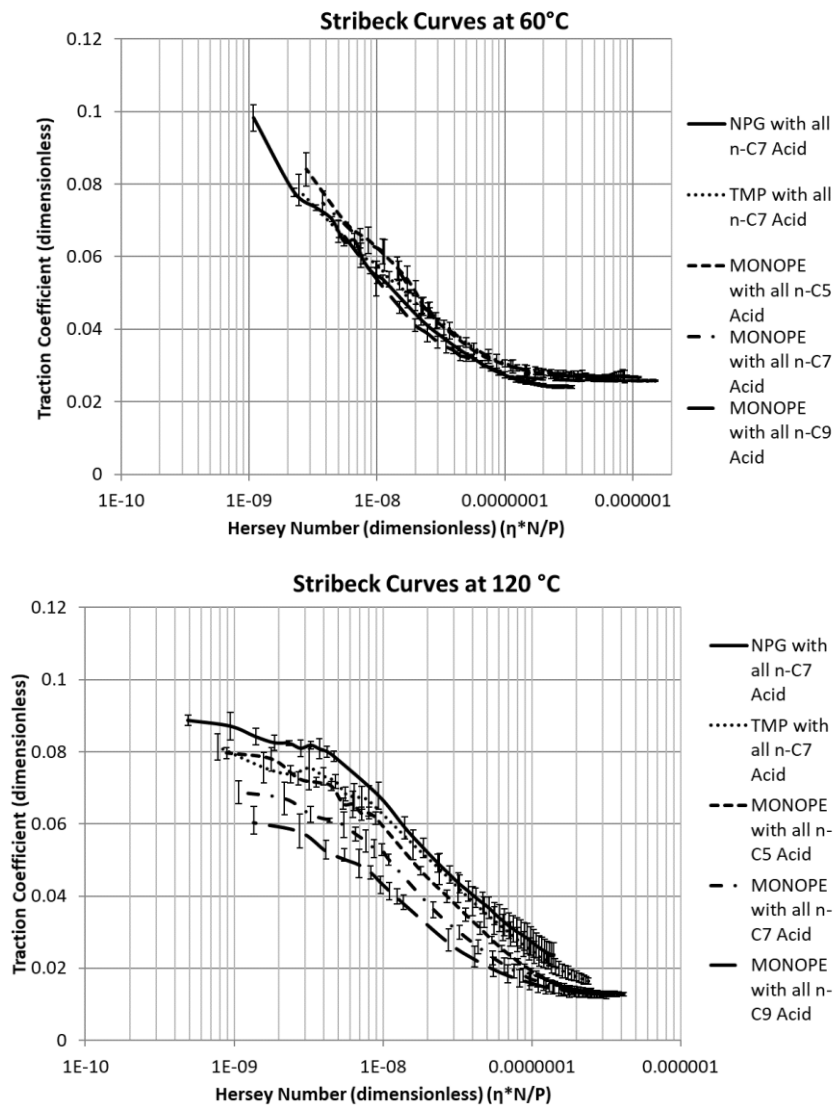 Stribeck Curves at 60°C
0.12
0.1
0.08
0.06
0.04
0.02
0
Traction Coefficient (dimensionless)
1E-10
1E-09
1E-08
0.0000001
0.000001
Hersey Number (dimensionless) (η*N/P)
NPG with all
n-C7 Acid
TMP with all
n-C7 Acid
MONOPE
with all n-C5
Acid
MONOPE
with all n-C7
Acid
MONOPE
with all n-C9
Acid
Stribeck Curves at 120 °C
0.12
0.1
0.08
0.06
0.04
0.02
0
Traction Coefficient (dimensionless)
1E-10
1E-09
1E-08
0.0000001
0.000001
Hersey Number (dimensionless) (η*N/P)
NPG with
all n-C7
Acid
TMP with
all n-C7
Acid
MONOPE
with all n-
C5 Acid
MONOPE
with all n-
C7 Acid
MONOPE
with all n-
C9 Acid